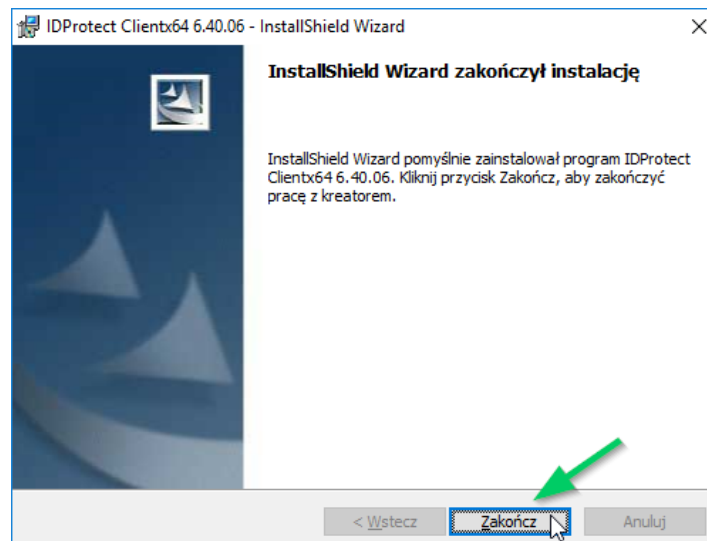 IDProtect Clientx64 6.40.06 - InstallShield Wizard
InstallShield Wizard zakończył instalację
InstallShield Wizard pomyślnie zainstalował program IDProtect
Clientx64 6.40.06. Kliknij przycisk Zakończ, aby zakończyć
pracę z kreatorem.
< Wstecz
Zakończ
Anuluj